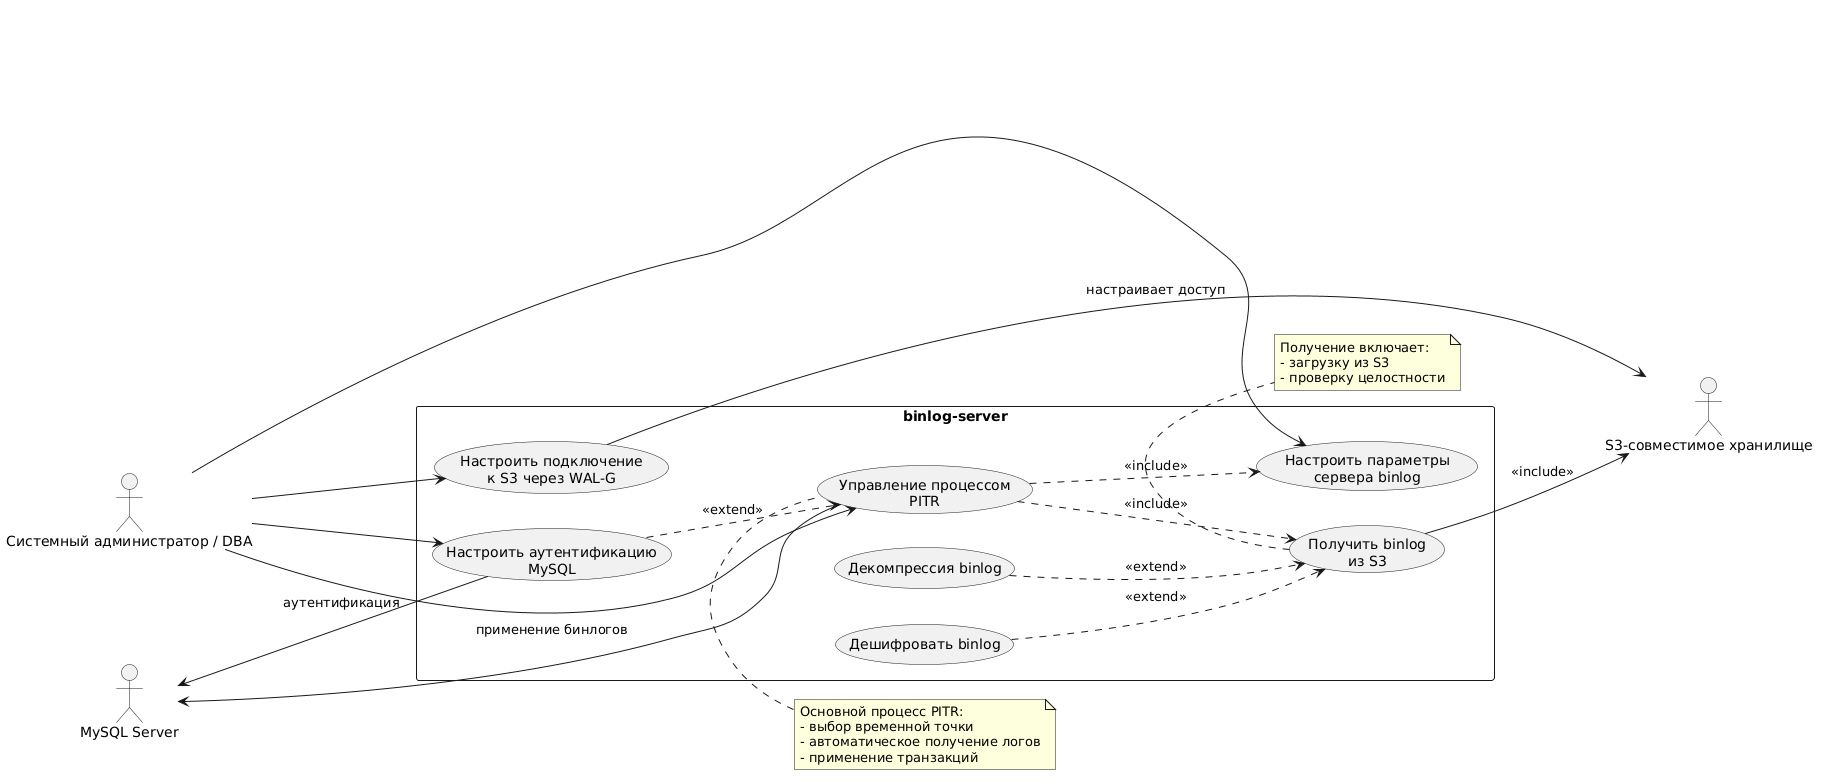 настраивает доступ
Получение включает:
- загрузку из S3
- проверку целостности
binlog-server
S3-совместимое хранилище
Настроить подключение
к S3 через WAL-G
Настроить параметры
сервера binlog
«include»
«include»
Управление процессом
PITR
«include»
«extend»
Системный администратор / DBA
Настроить аутентификацию
MySQL
Получить binlog
из S3
Декомпрессия binlog
«extend»
«extend»
аутентификация
применение бинлогов
Дешифровать binlog
MySQL Server
Основной процесс PITR:
- выбор временной точки
- автоматическое получение логов
- применение транзакций